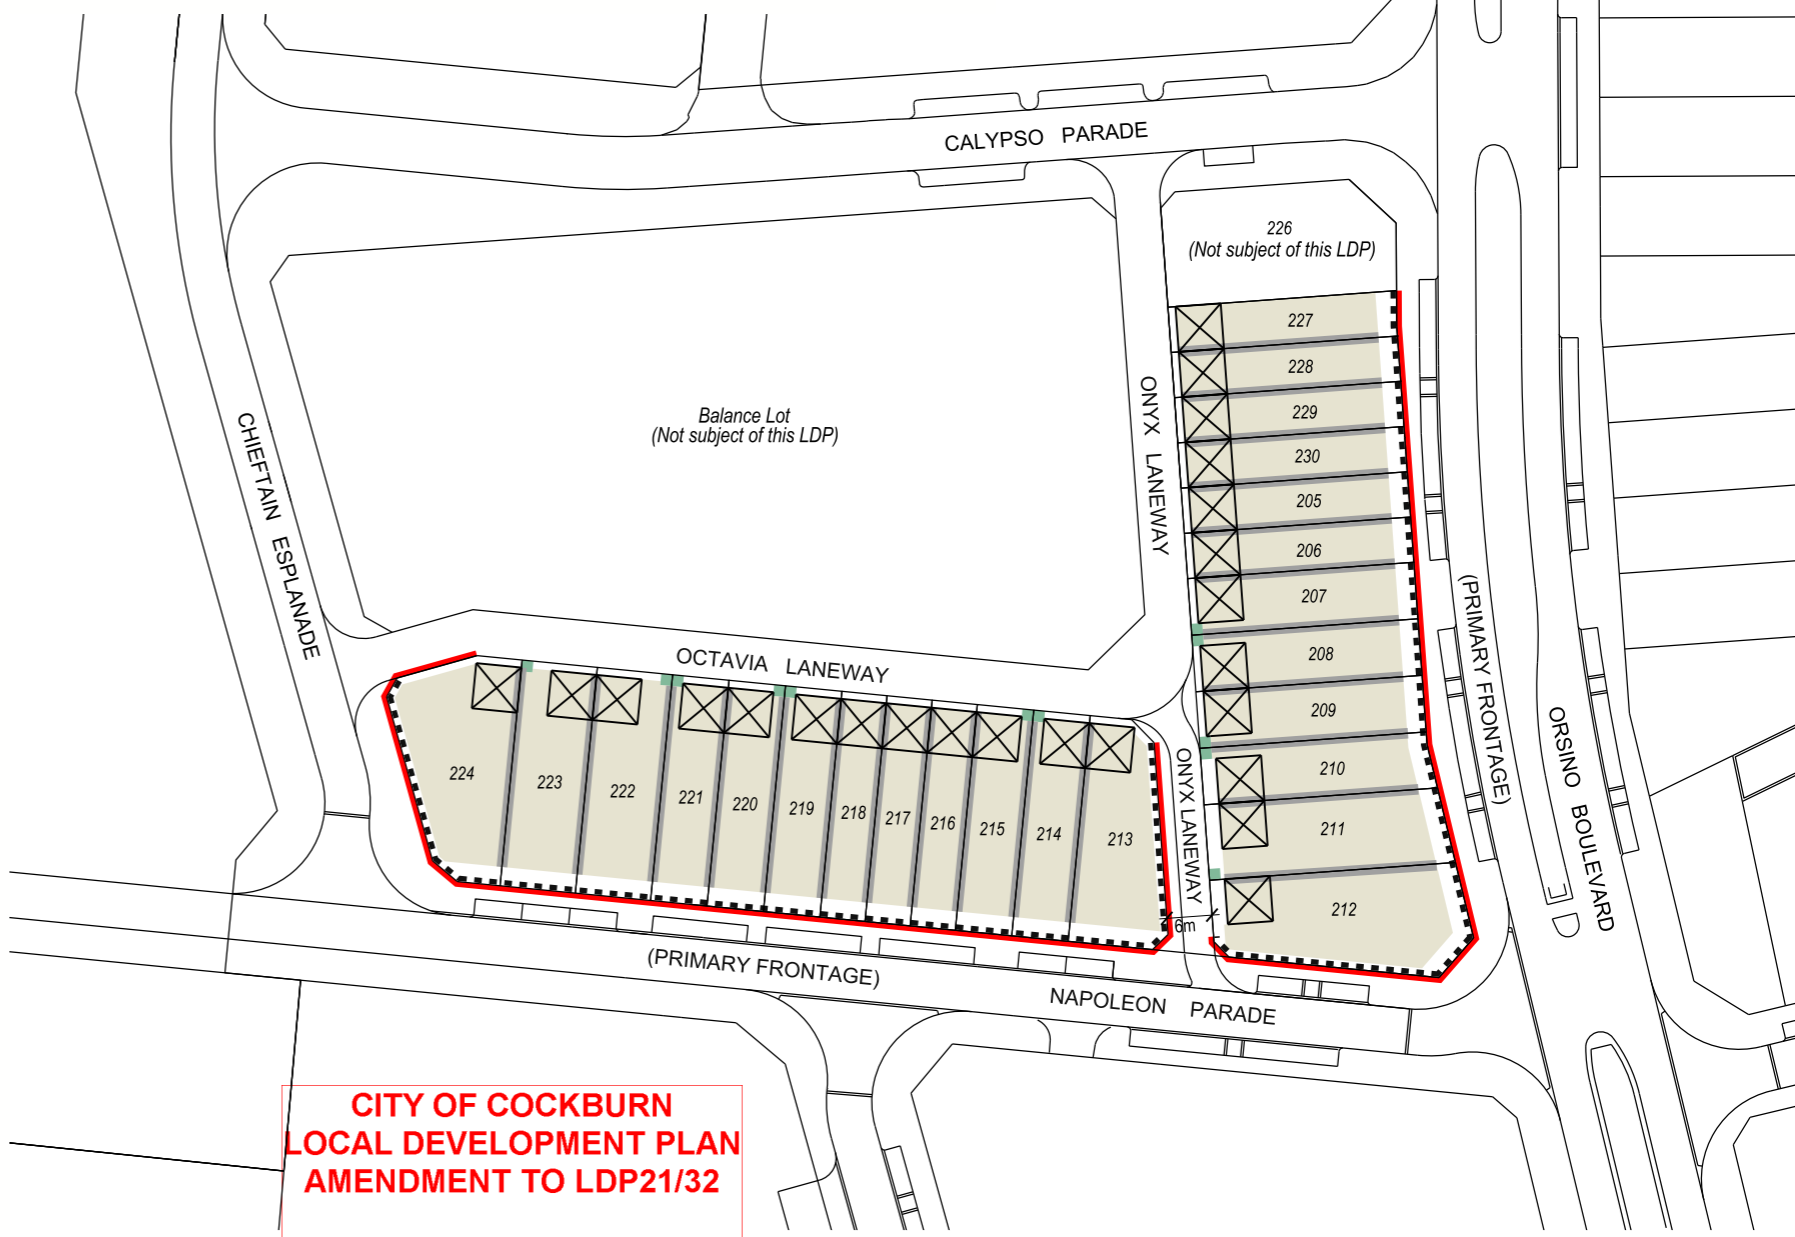 CALYPSO PARADE
226
(Not subject of this LDP)
227
228
229
230
205
206
207
208
209
210
211
212
Balance Lot
(Not subject of this LDP)
ONYX LANEWAY
CHIEFTAIN ESPLANADE
OCTAVIA LANEWAY
ONYX LANEWAY
(PRIMARY FRONTAGE)
ORSINO BOULEVARD
224
223
222
221
220
219
218
217
216
215
214
213
6m
(PRIMARY FRONTAGE)
NAPOLEON PARADE
CITY OF COCKBURN
LOCAL DEVELOPMENT PLAN
AMENDMENT TO LDP21/32